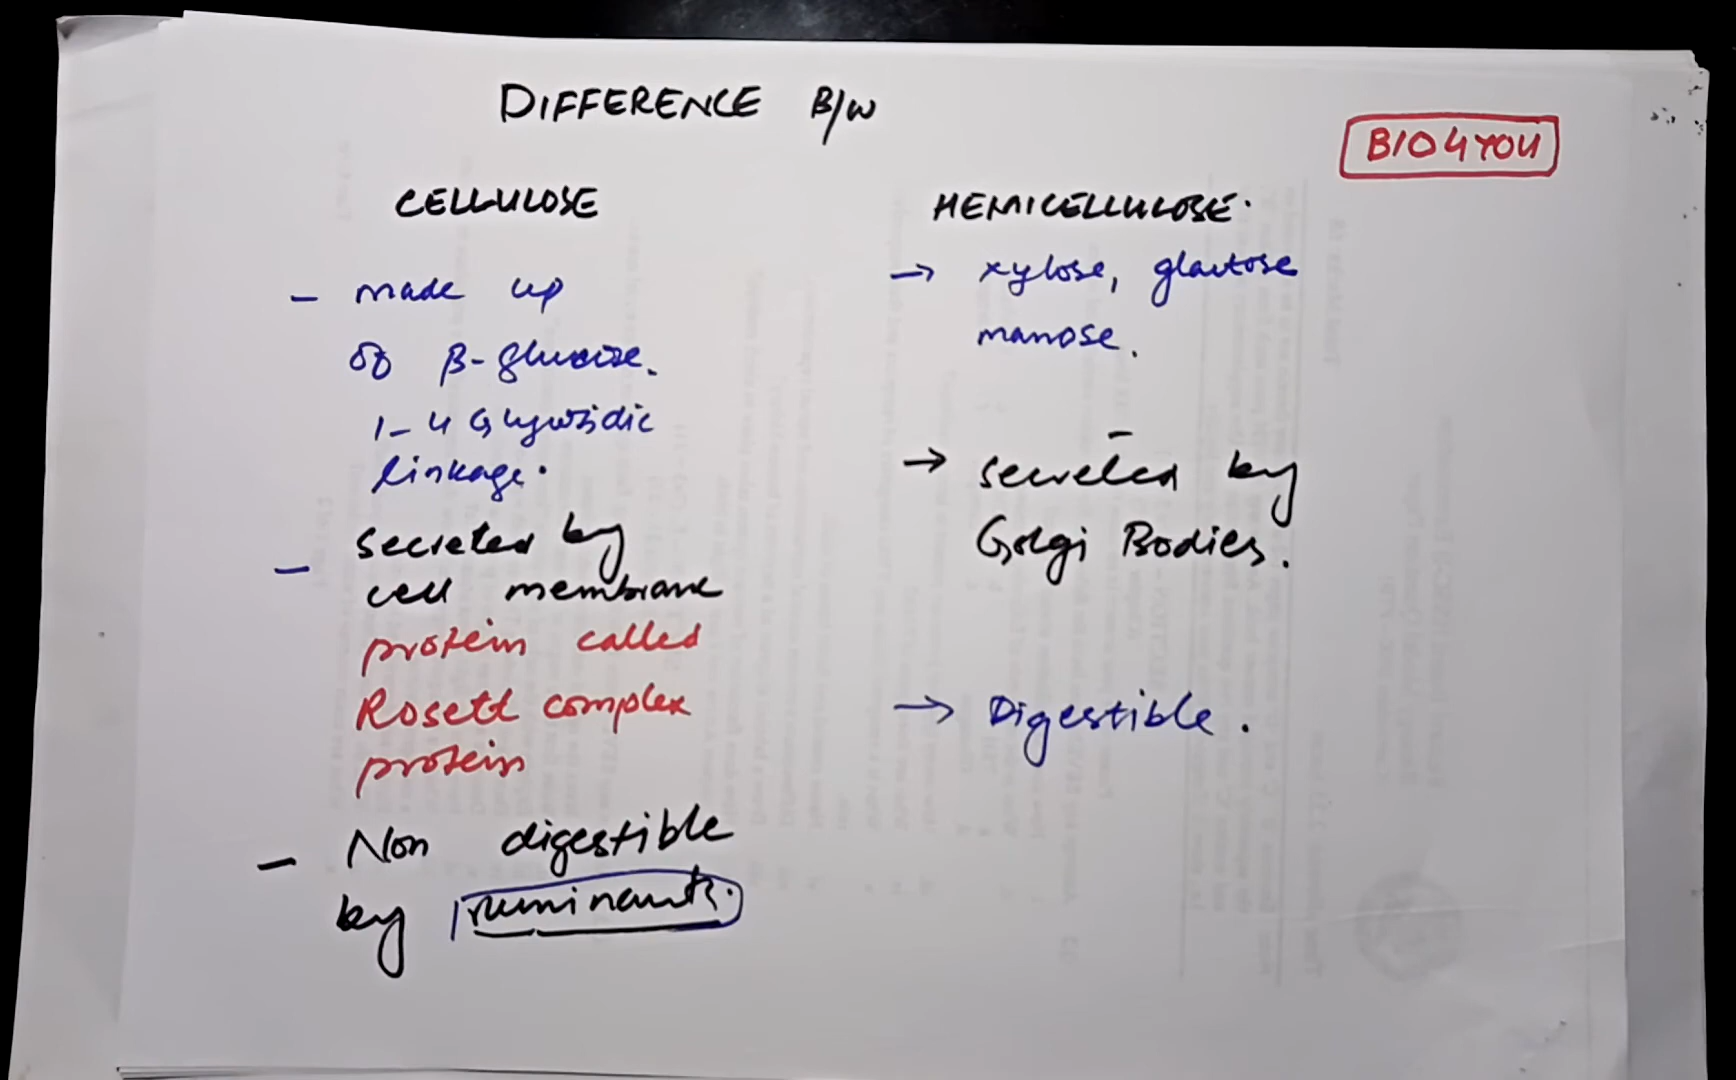 DIFFERENCE B/W
BIO4YOU
CELLULOSE
- made up
of β-glucose.
1-4 Glycosidic
linkage.
- secreted by
cell membrane
protein called
Rosett complex
protein
- Non digestible
by ruminants.
HEMICELLULOSE.
→ xylose, glactose
manose.
→ secreted by
Golgi Bodies.
→ Digestible.